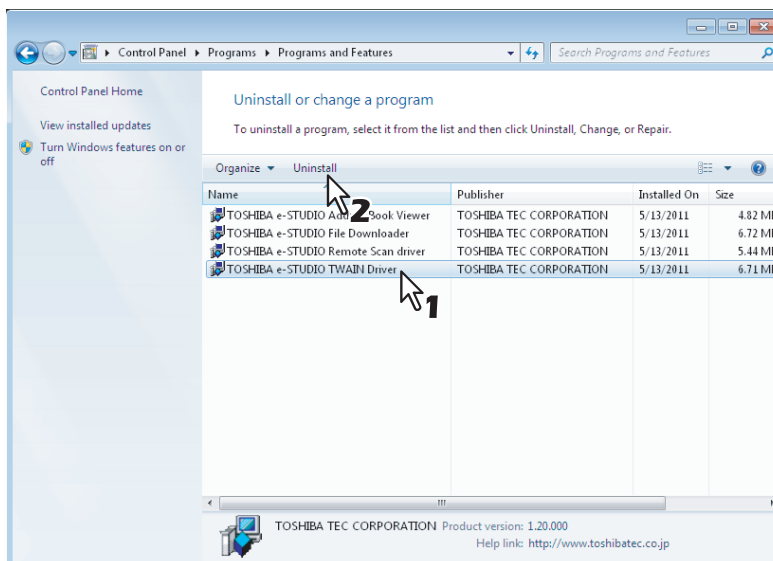 Control Panel ▸ Programs ▸ Programs and Features
Search Programs and Features
Control Panel Home
View installed updates
Turn Windows features on or
off
Uninstall or change a program
To uninstall a program, select it from the list and then click Uninstall, Change, or Repair.
Organize Uninstall
Name Publisher Installed On Size
TOSHIBA e-STUDIO Book Viewer TOSHIBA TEC CORPORATION 5/13/2011 4.82
TOSHIBA e-STUDIO File Downloader TOSHIBA TEC CORPORATION 5/13/2011 6.72
TOSHIBA e-STUDIO Remote Scan driver TOSHIBA TEC CORPORATION 5/13/2011 5.44
TOSHIBA e-STUDIO TWAIN Driver TOSHIBA TEC CORPORATION 5/13/2011 6.71
2
1
TOSHIBA TEC CORPORATION Product version: 1.20.000
Help link: http://www.toshibatec.co.jp